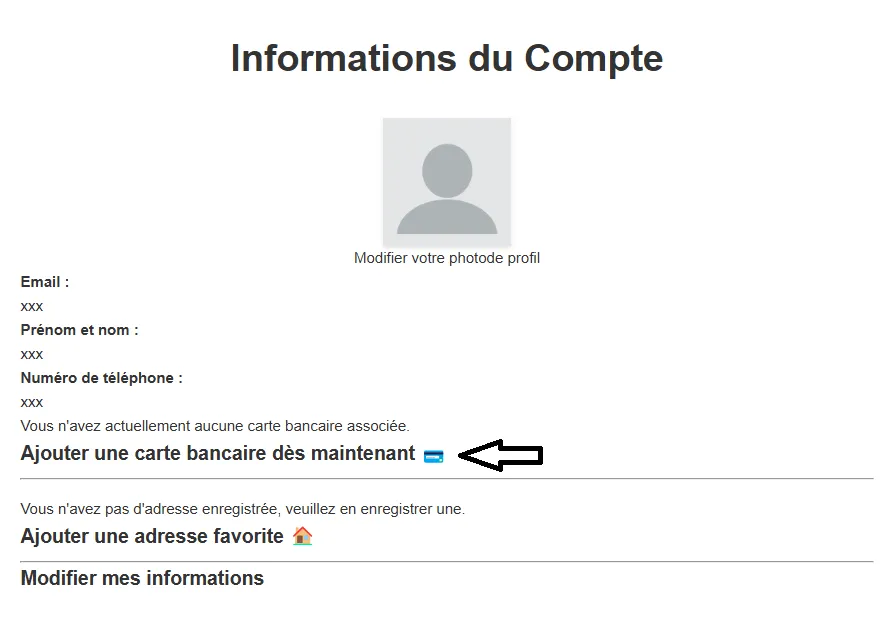 Informations du Compte
Modifier votre photode profil
Email :
xxx
Prénom et nom :
xxx
Numéro de téléphone :
xxx
Vous n'avez actuellement aucune carte bancaire associée.
Ajouter une carte bancaire dès maintenant
Vous n'avez pas d'adresse enregistrée, veuillez en enregistrer une.
Ajouter une adresse favorite
Modifier mes informations